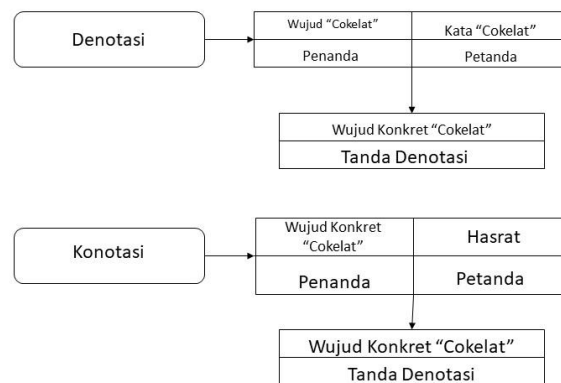 Denotasi
Wujud “Cokelat”
Kata “Cokelat”
Penanda
Petanda
Wujud Konkret “Cokelat”
Tanda Denotasi
Konotasi
Wujud Konkret
“Cokelat”
Hasrat
Penanda
Petanda
Wujud Konkret “Cokelat”
Tanda Denotasi